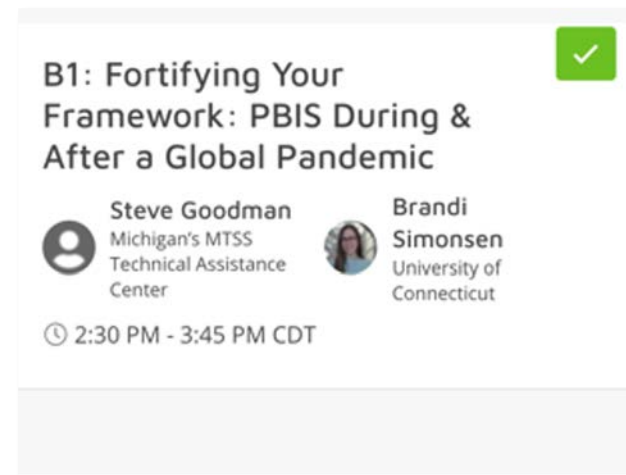 B1: Fortifying Your
Framework: PBIS During &
After a Global Pandemic
Steve Goodman
Michigan's MTSS
Technical Assistance
Center
Brandi
Simonsen
University of
Connecticut
2:30 PM - 3:45 PM CDT